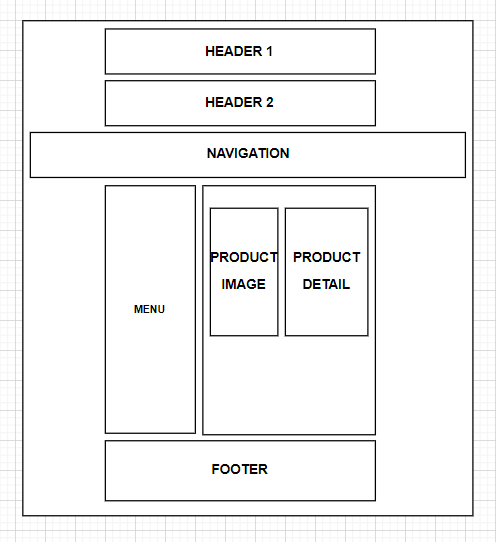 HEADER 1
HEADER 2
NAVIGATION
MENU
PRODUCT
IMAGE
PRODUCT
DETAIL
FOOTER